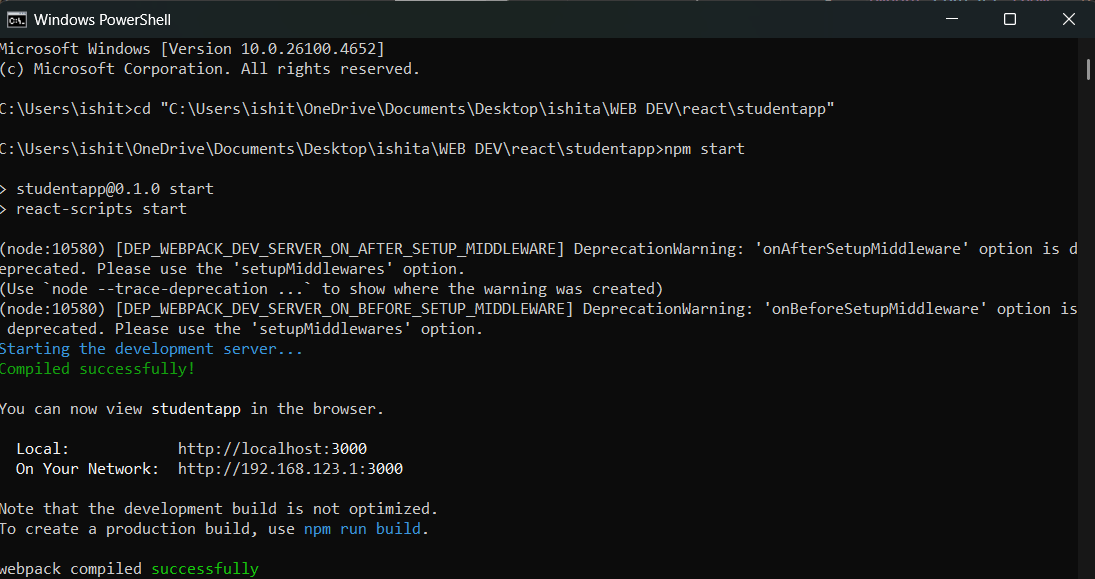 Windows PowerShell
Microsoft Windows [Version 10.0.26100.4652]
(c) Microsoft Corporation. All rights reserved.
C:\Users\ishit>cd "C:\Users\ishit\OneDrive\Documents\Desktop\ishita\WEB DEV\react\studentapp"
C:\Users\ishit\OneDrive\Documents\Desktop\ishita\WEB DEV\react\studentapp>npm start
> studentapp@0.1.0 start
> react-scripts start
(node:10580) [DEP_WEBPACK_DEV_SERVER_ON_AFTER_SETUP_MIDDLEWARE] DeprecationWarning: 'onAfterSetupMiddleware' option is d
eprecated. Please use the 'setupMiddlewares' option.
(Use `node --trace-deprecation ...` to show where the warning was created)
(node:10580) [DEP_WEBPACK_DEV_SERVER_ON_BEFORE_SETUP_MIDDLEWARE] DeprecationWarning: 'onBeforeSetupMiddleware' option is
 deprecated. Please use the 'setupMiddlewares' option.
Starting the development server...
Compiled successfully!
You can now view studentapp in the browser.
  Local:            http://localhost:3000
  On Your Network:  http://192.168.123.1:3000
Note that the development build is not optimized.
To create a production build, use npm run build.
webpack compiled successfully